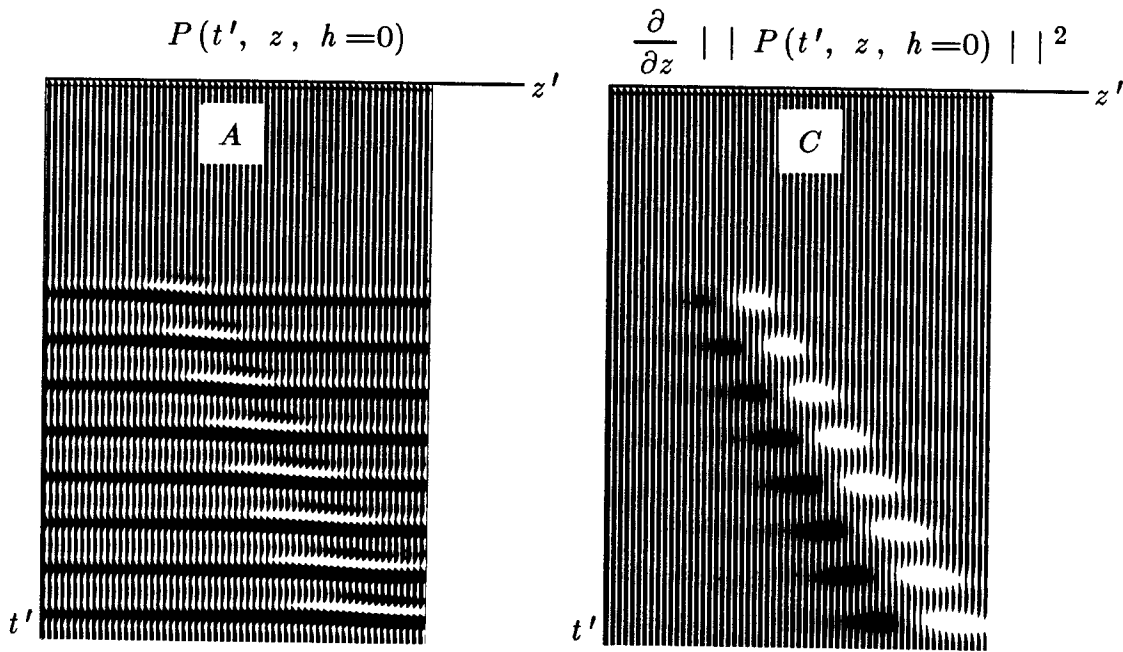 P(t′, z, h=0)
∂/∂z || P(t′, z, h=0) ||²
z′
z′
A
C
t′
t′